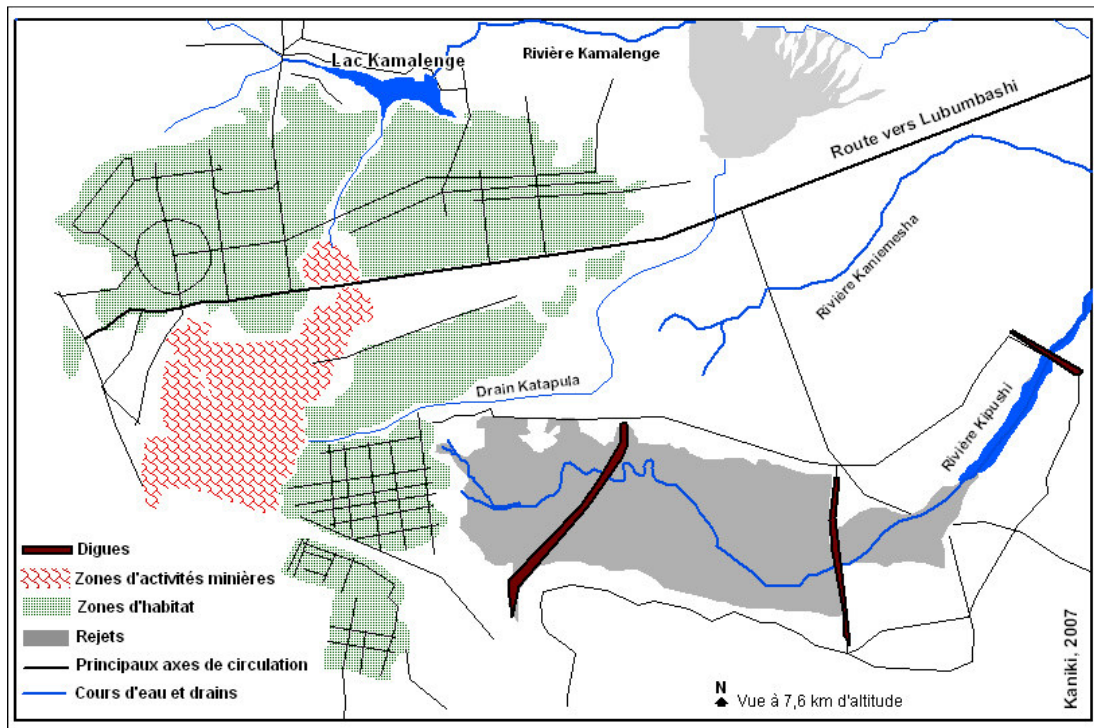 Lac Kamalenge
Rivière Kamalenge
Route vers Lubumbashi
Rivière Kaniemesha
Drain Katapula
Rivière Kipushi
Digues
Zones d'activités minières
Zones d'habitat
Rejets
Principaux axes de circulation
Cours d'eau et drains
N
Vue à 7,6 km d'altitude
Kaniki, 2007